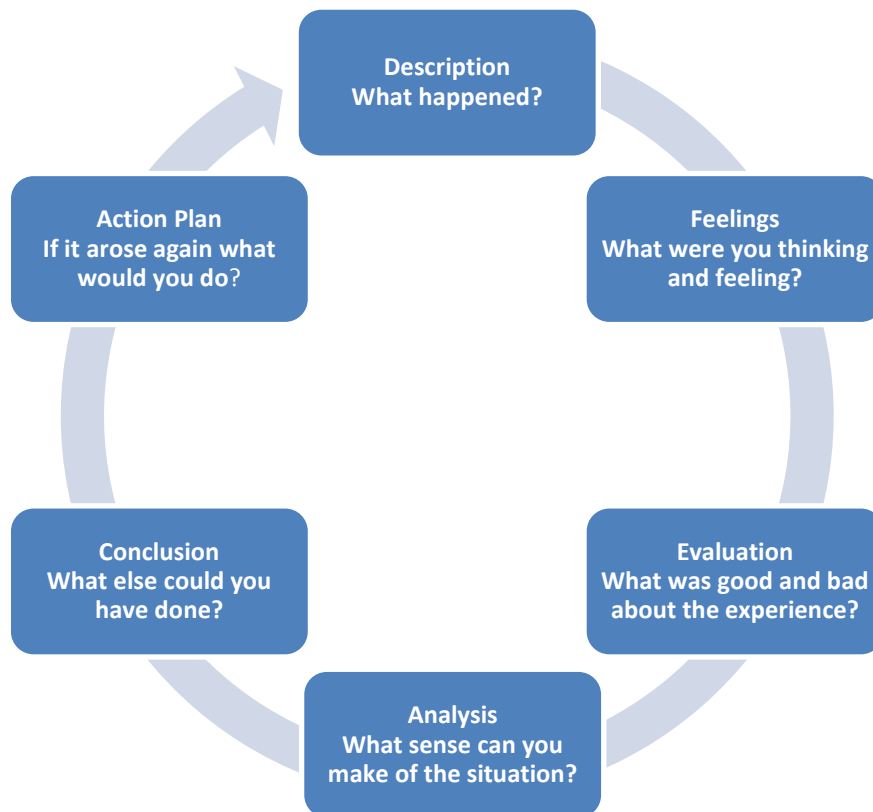 Description
What happened?
Feelings
What were you thinking
and feeling?
Evaluation
What was good and bad
about the experience?
Analysis
What sense can you
make of the situation?
Conclusion
What else could you
have done?
Action Plan
If it arose again what
would you do?